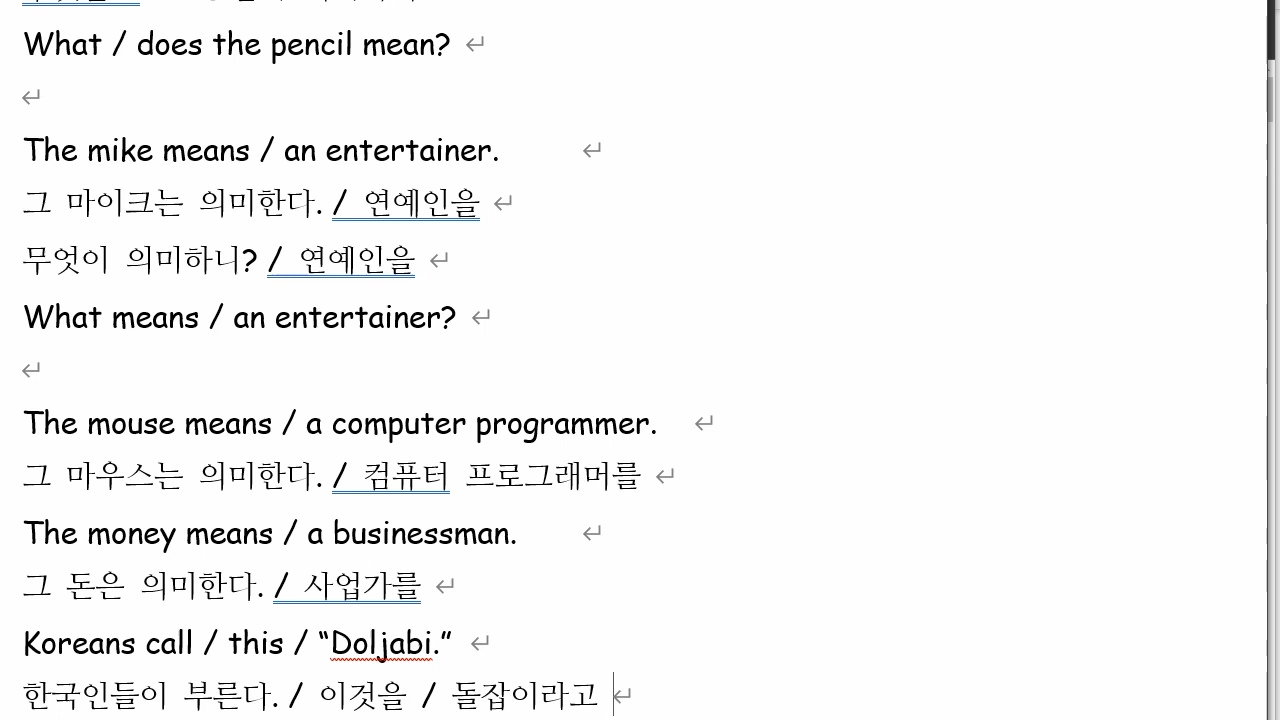 What / does the pencil mean?
The mike means / an entertainer.
그 마이크는 의미한다. / 연예인을
무엇이 의미하니? / 연예인을
What means / an entertainer?
The mouse means / a computer programmer.
그 마우스는 의미한다. / 컴퓨터 프로그래머를
The money means / a businessman.
그 돈은 의미한다. / 사업가를
Koreans call / this / “Doljabi.”
한국인들이 부른다. / 이것을 / 돌잡이라고